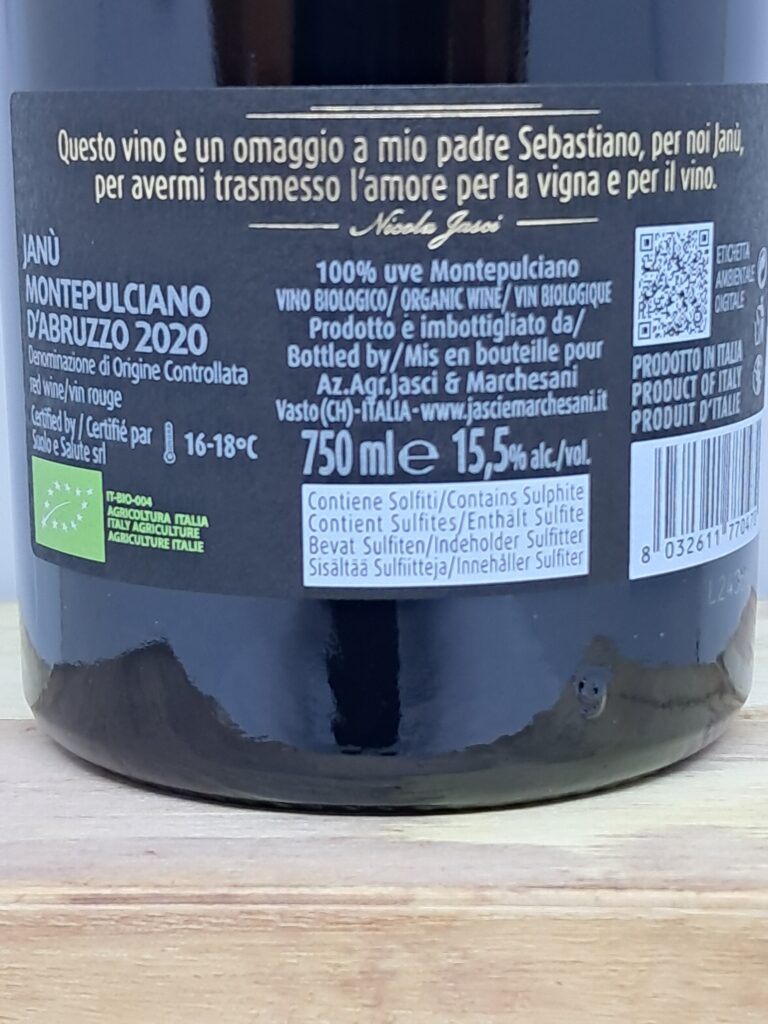 Questo vino è un omaggio a mio padre Sebastiano, per noi Janù,
per avermi trasmesso l'amore per la vigna e per il vino.
Nicola Jasci
JANÙ
MONTEPULCIANO
D'ABRUZZO 2020
Denominazione di Origine Controllata
red wine/vin rouge
Certified by / Certifié par
Suolo e Salute srl
16-18°C
IT-BIO-004
AGRICOLTURA ITALIA
ITALY AGRICULTURE
AGRICULTURE ITALIE
100% uve Montepulciano
VINO BIOLOGICO/ ORGANIC WINE/ VIN BIOLOGIQUE
Prodotto e imbottigliato da/
Bottled by/Mis en bouteille pour
Az.Agr.Jasci & Marchesani
Vasto (CH)-ITALIA-www.jasciemarchesani.it
750 ml e 15,5% alc./vol.
Contiene Solfiti/Contains Sulphite
Contient Sulfites/Enthält Sulfite
Bevat Sulfiten/Indeholder Sulfitter
Sisältää Sulfiitteja/Innehåller Sulfiter
ETICHETTA
AMBIENTALE
DIGITALE
PRODOTTO IN ITALIA
PRODUCT OF ITALY
PRODUIT D'ITALIE
8 032611 77047